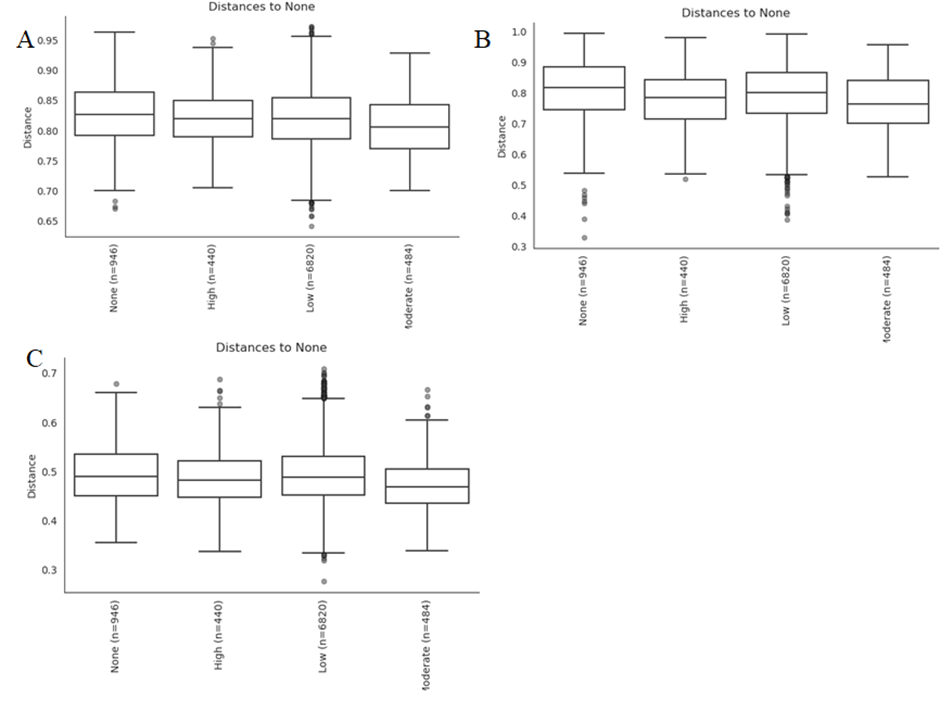 A
Distances to None
0.95
0.90
0.85
0.80
0.75
0.70
0.65
Distance
None (n=946)
High (n=440)
Low (n=6820)
Moderate (n=484)
B
Distances to None
1.0
0.9
0.8
0.7
0.6
0.5
0.4
0.3
Distance
None (n=946)
High (n=440)
Low (n=6820)
Moderate (n=484)
C
Distances to None
0.7
0.6
0.5
0.4
0.3
Distance
None (n=946)
High (n=440)
Low (n=6820)
Moderate (n=484)